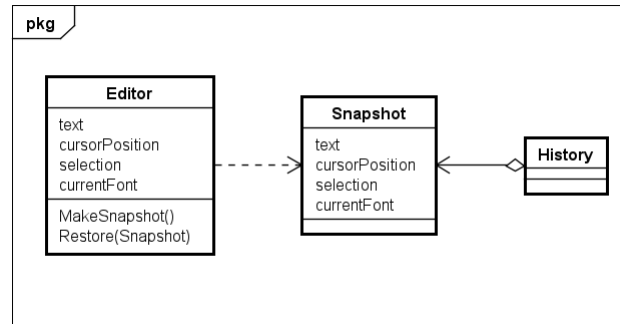 pkg
Editor
text
cursorPosition
selection
currentFont
MakeSnapshot()
Restore(Snapshot)
Snapshot
text
cursorPosition
selection
currentFont
History